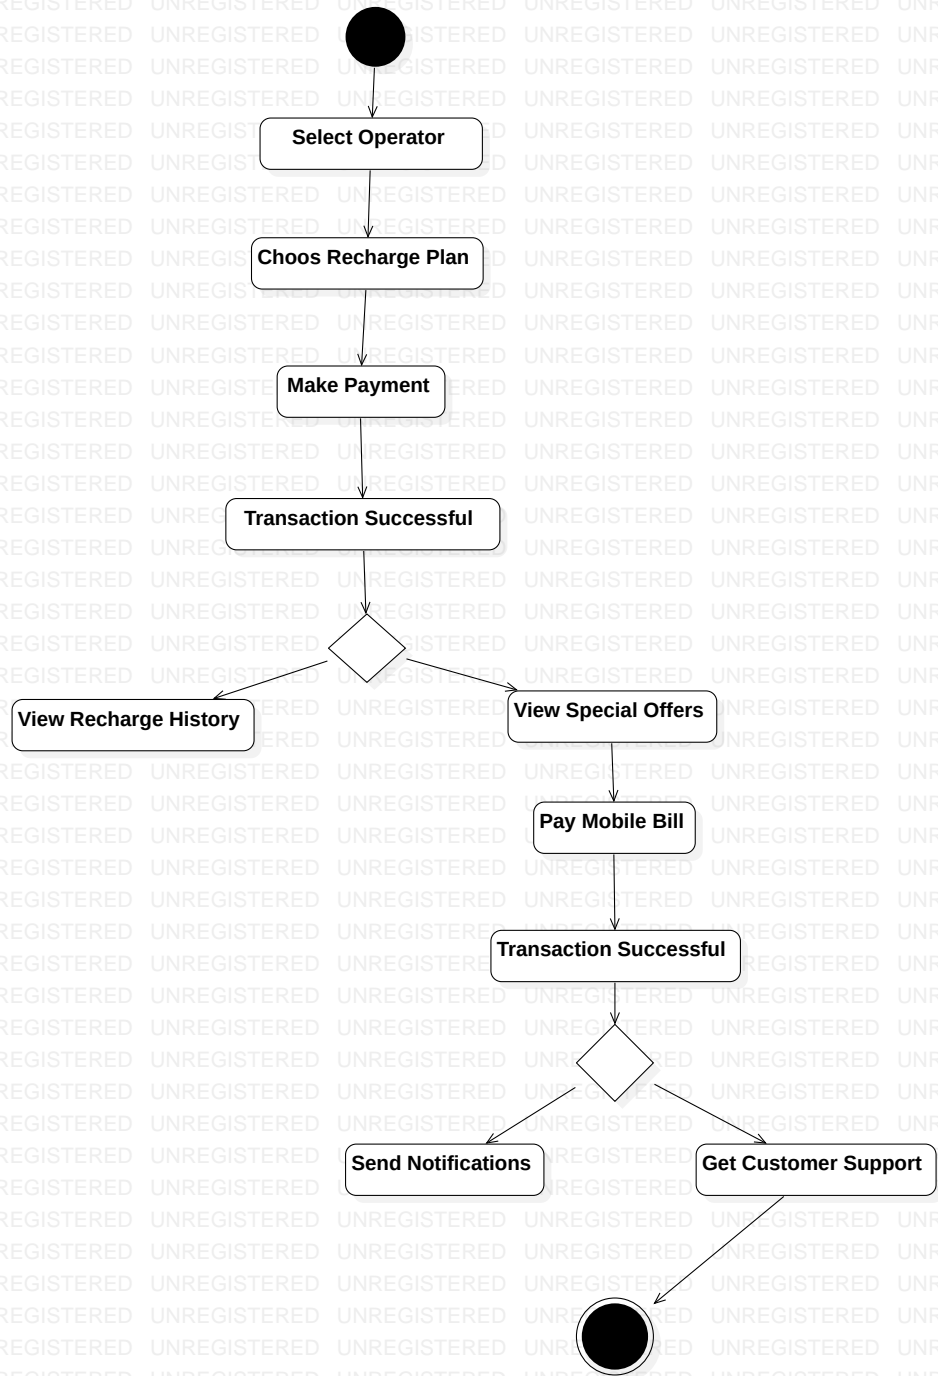 Select Operator
Choos Recharge Plan
Make Payment
Transaction Successful
View Recharge History
View Special Offers
Pay Mobile Bill
Transaction Successful
Send Notifications
Get Customer Support
UNREGISTERED